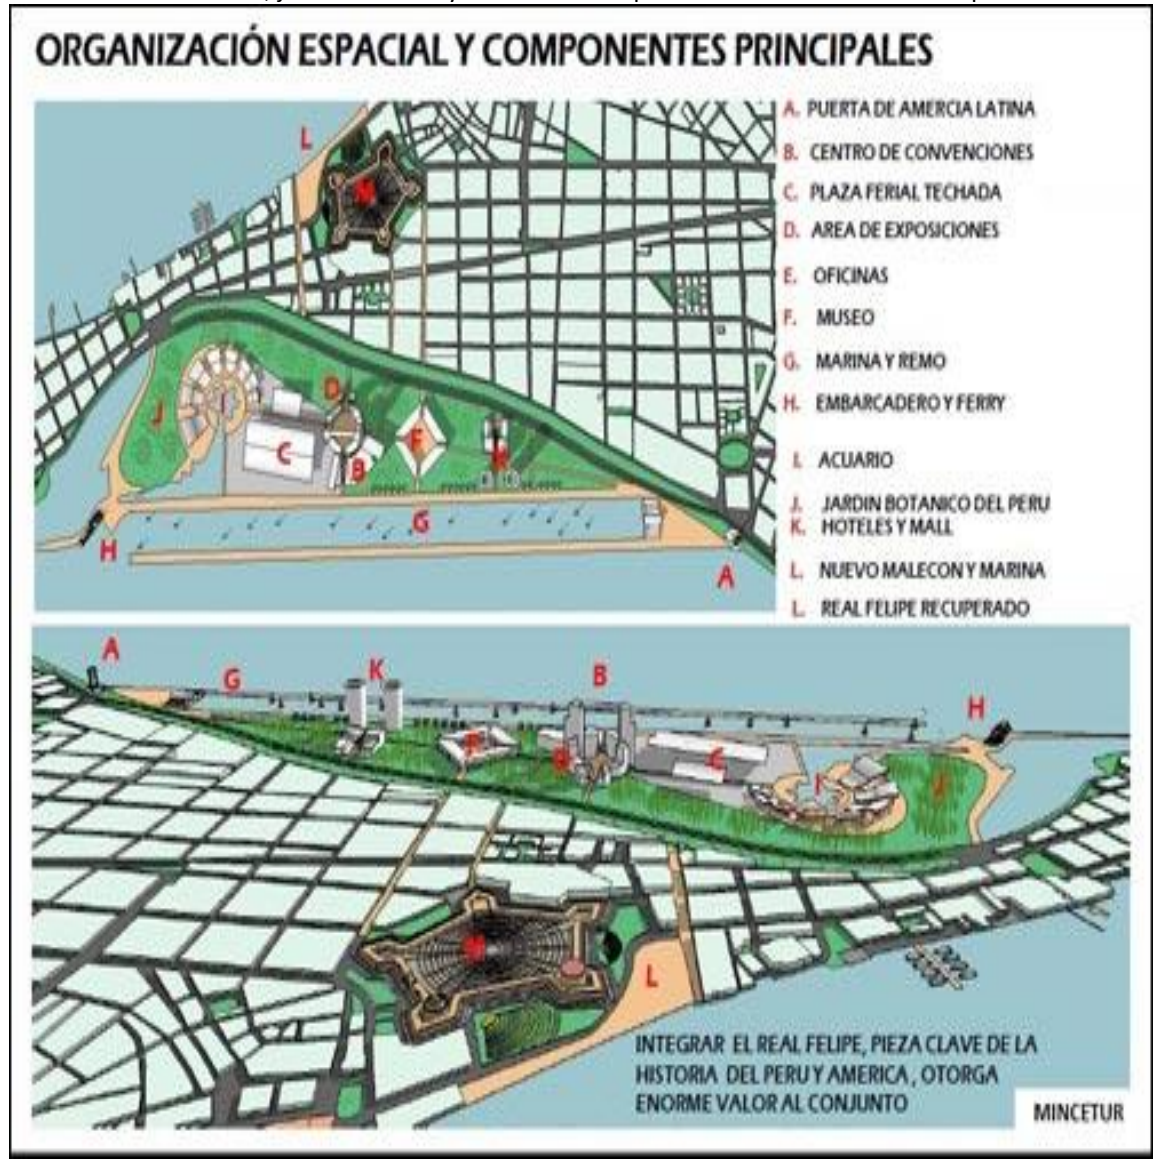 ORGANIZACIÓN ESPACIAL Y COMPONENTES PRINCIPALES
A. PUERTA DE AMERCIA LATINA
B. CENTRO DE CONVENCIONES
C. PLAZA FERIAL TECHADA
D. AREA DE EXPOSICIONES
E. OFICINAS
F. MUSEO
G. MARINA Y REMO
H. EMBARCADERO Y FERRY
I. ACUARIO
J. JARDIN BOTANICO DEL PERU
K. HOTELES Y MALL
L. NUEVO MALECON Y MARINA
L. REAL FELIPE RECUPERADO
L
M
D
J
I
C
B
F
K
G
H
A
A
G
K
B
H
F
C
I
J
M
L
INTEGRAR EL REAL FELIPE, PIEZA CLAVE DE LA
HISTORIA DEL PERU Y AMERICA, OTORGA
ENORME VALOR AL CONJUNTO
MINCETUR